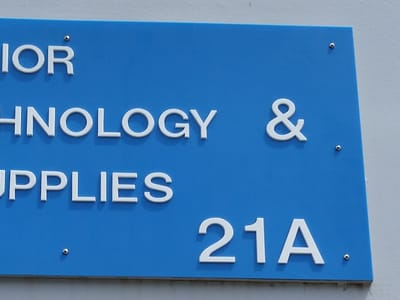 IOR
HNOLOGY &
UPPLIES
21A